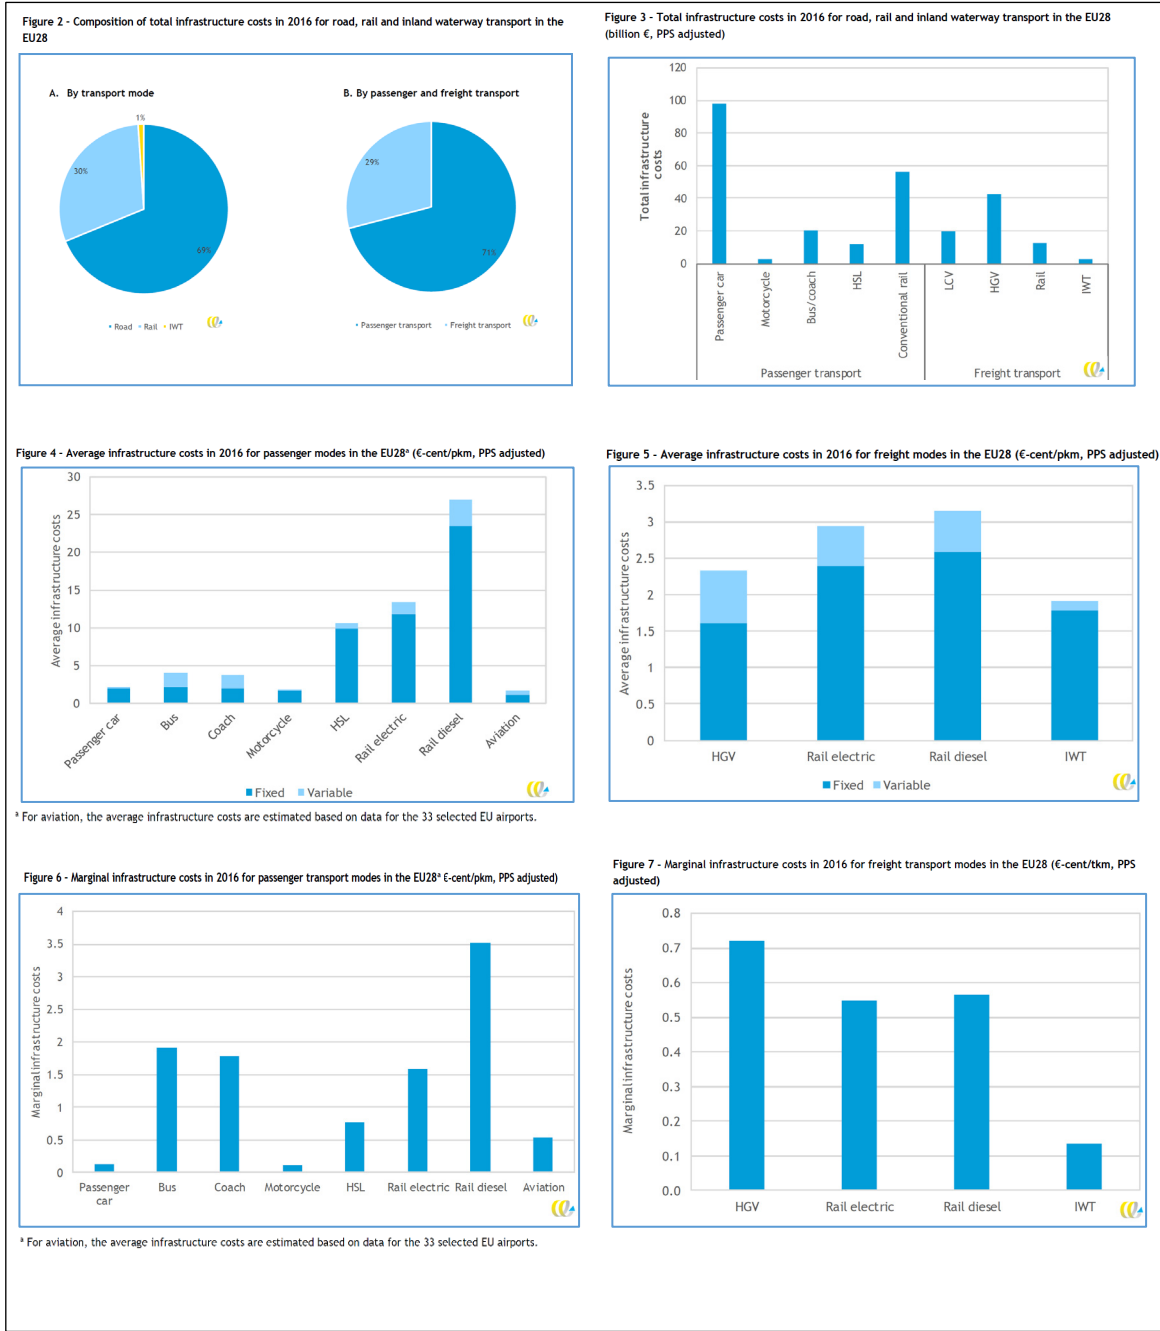 Figure 2 - Composition of total infrastructure costs in 2016 for road, rail and inland waterway transport in the
EU28
A. By transport mode
1%
30%
69%
Road Rail IWT
B. By passenger and freight transport
29%
71%
Passenger transport Freight transport
Figure 3 - Total infrastructure costs in 2016 for road, rail and inland waterway transport in the EU28
(billion €, PPS adjusted)
120
100
80
60
40
20
0
Total infrastructure
costs
Passenger car
Motorcycle
Bus/coach
HSL
Conventional rail
LCV
HGV
Rail
IWT
Passenger transport
Freight transport
Figure 4 - Average infrastructure costs in 2016 for passenger modes in the EU28ª (€-cent/pkm, PPS adjusted)
30
25
20
15
10
5
0
Average infrastructure costs
Passenger car
Bus
Coach
Motorcycle
HSL
Rail electric
Rail diesel
Aviation
Fixed Variable
ª For aviation, the average infrastructure costs are estimated based on data for the 33 selected EU airports.
Figure 5 - Average infrastructure costs in 2016 for freight modes in the EU28 (€-cent/pkm, PPS adjusted)
3.5
3
2.5
2
1.5
1
0.5
0
Average infrastructure costs
HGV
Rail electric
Rail diesel
IWT
Fixed Variable
Figure 6 - Marginal infrastructure costs in 2016 for passenger transport modes in the EU28ª €-cent/pkm, PPS adjusted)
4
3.5
3
2.5
2
1.5
1
0.5
0
Marginal infrastructure costs
Passenger
car
Bus
Coach
Motorcycle
HSL
Rail electric
Rail diesel
Aviation
ª For aviation, the average infrastructure costs are estimated based on data for the 33 selected EU airports.
Figure 7 - Marginal infrastructure costs in 2016 for freight transport modes in the EU28 (€-cent/tkm, PPS
adjusted)
0.8
0.7
0.6
0.5
0.4
0.3
0.2
0.1
0.0
Marginal infrastructure costs
HGV
Rail electric
Rail diesel
IWT